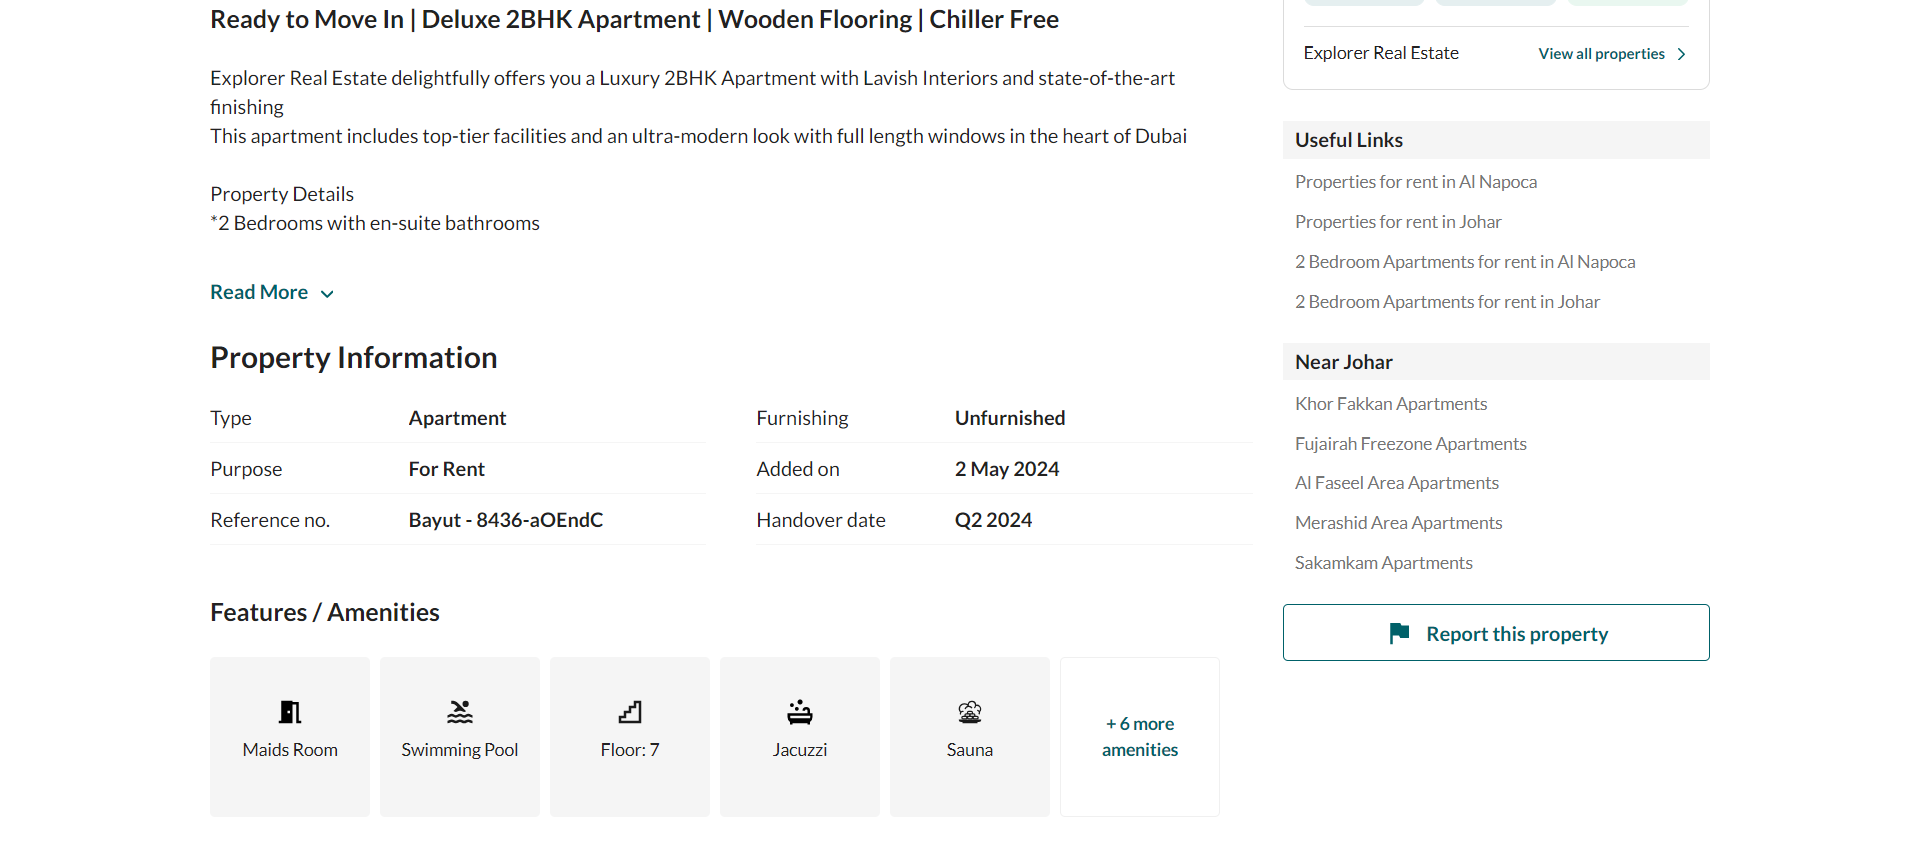 Ready to Move In | Deluxe 2BHK Apartment | Wooden Flooring | Chiller Free
Explorer Real Estate delightfully offers you a Luxury 2BHK Apartment with Lavish Interiors and state-of-the-art
finishing
This apartment includes top-tier facilities and an ultra-modern look with full length windows in the heart of Dubai
Property Details
*2 Bedrooms with en-suite bathrooms
Read More
Property Information
Type Apartment
Furnishing Unfurnished
Purpose For Rent
Added on 2 May 2024
Reference no. Bayut - 8436-aOEndC
Handover date Q2 2024
Features / Amenities
Maids Room
Swimming Pool
Floor: 7
Jacuzzi
Sauna
+ 6 more
amenities
Explorer Real Estate
View all properties
Useful Links
Properties for rent in Al Napoca
Properties for rent in Johar
2 Bedroom Apartments for rent in Al Napoca
2 Bedroom Apartments for rent in Johar
Near Johar
Khor Fakkan Apartments
Fujairah Freezone Apartments
Al Faseel Area Apartments
Merashid Area Apartments
Sakamkam Apartments
Report this property